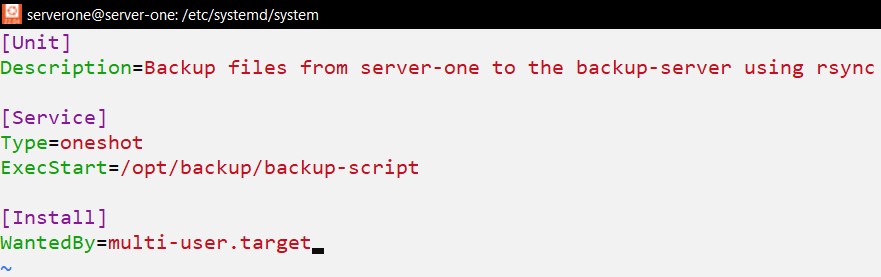 serverone@server-one: /etc/systemd/system
[Unit]
Description=Backup files from server-one to the backup-server using rsync
[Service]
Type=oneshot
ExecStart=/opt/backup/backup-script
[Install]
WantedBy=multi-user.target
~